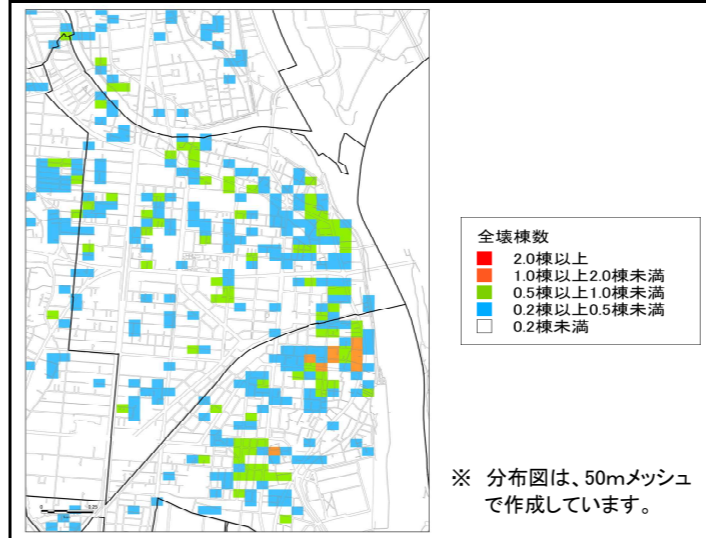 全壊棟数
2.0棟以上
1.0棟以上2.0棟未満
0.5棟以上1.0棟未満
0.2棟以上0.5棟未満
0.2棟未満
※ 分布図は、50mメッシュ
で作成しています。
0 0.25